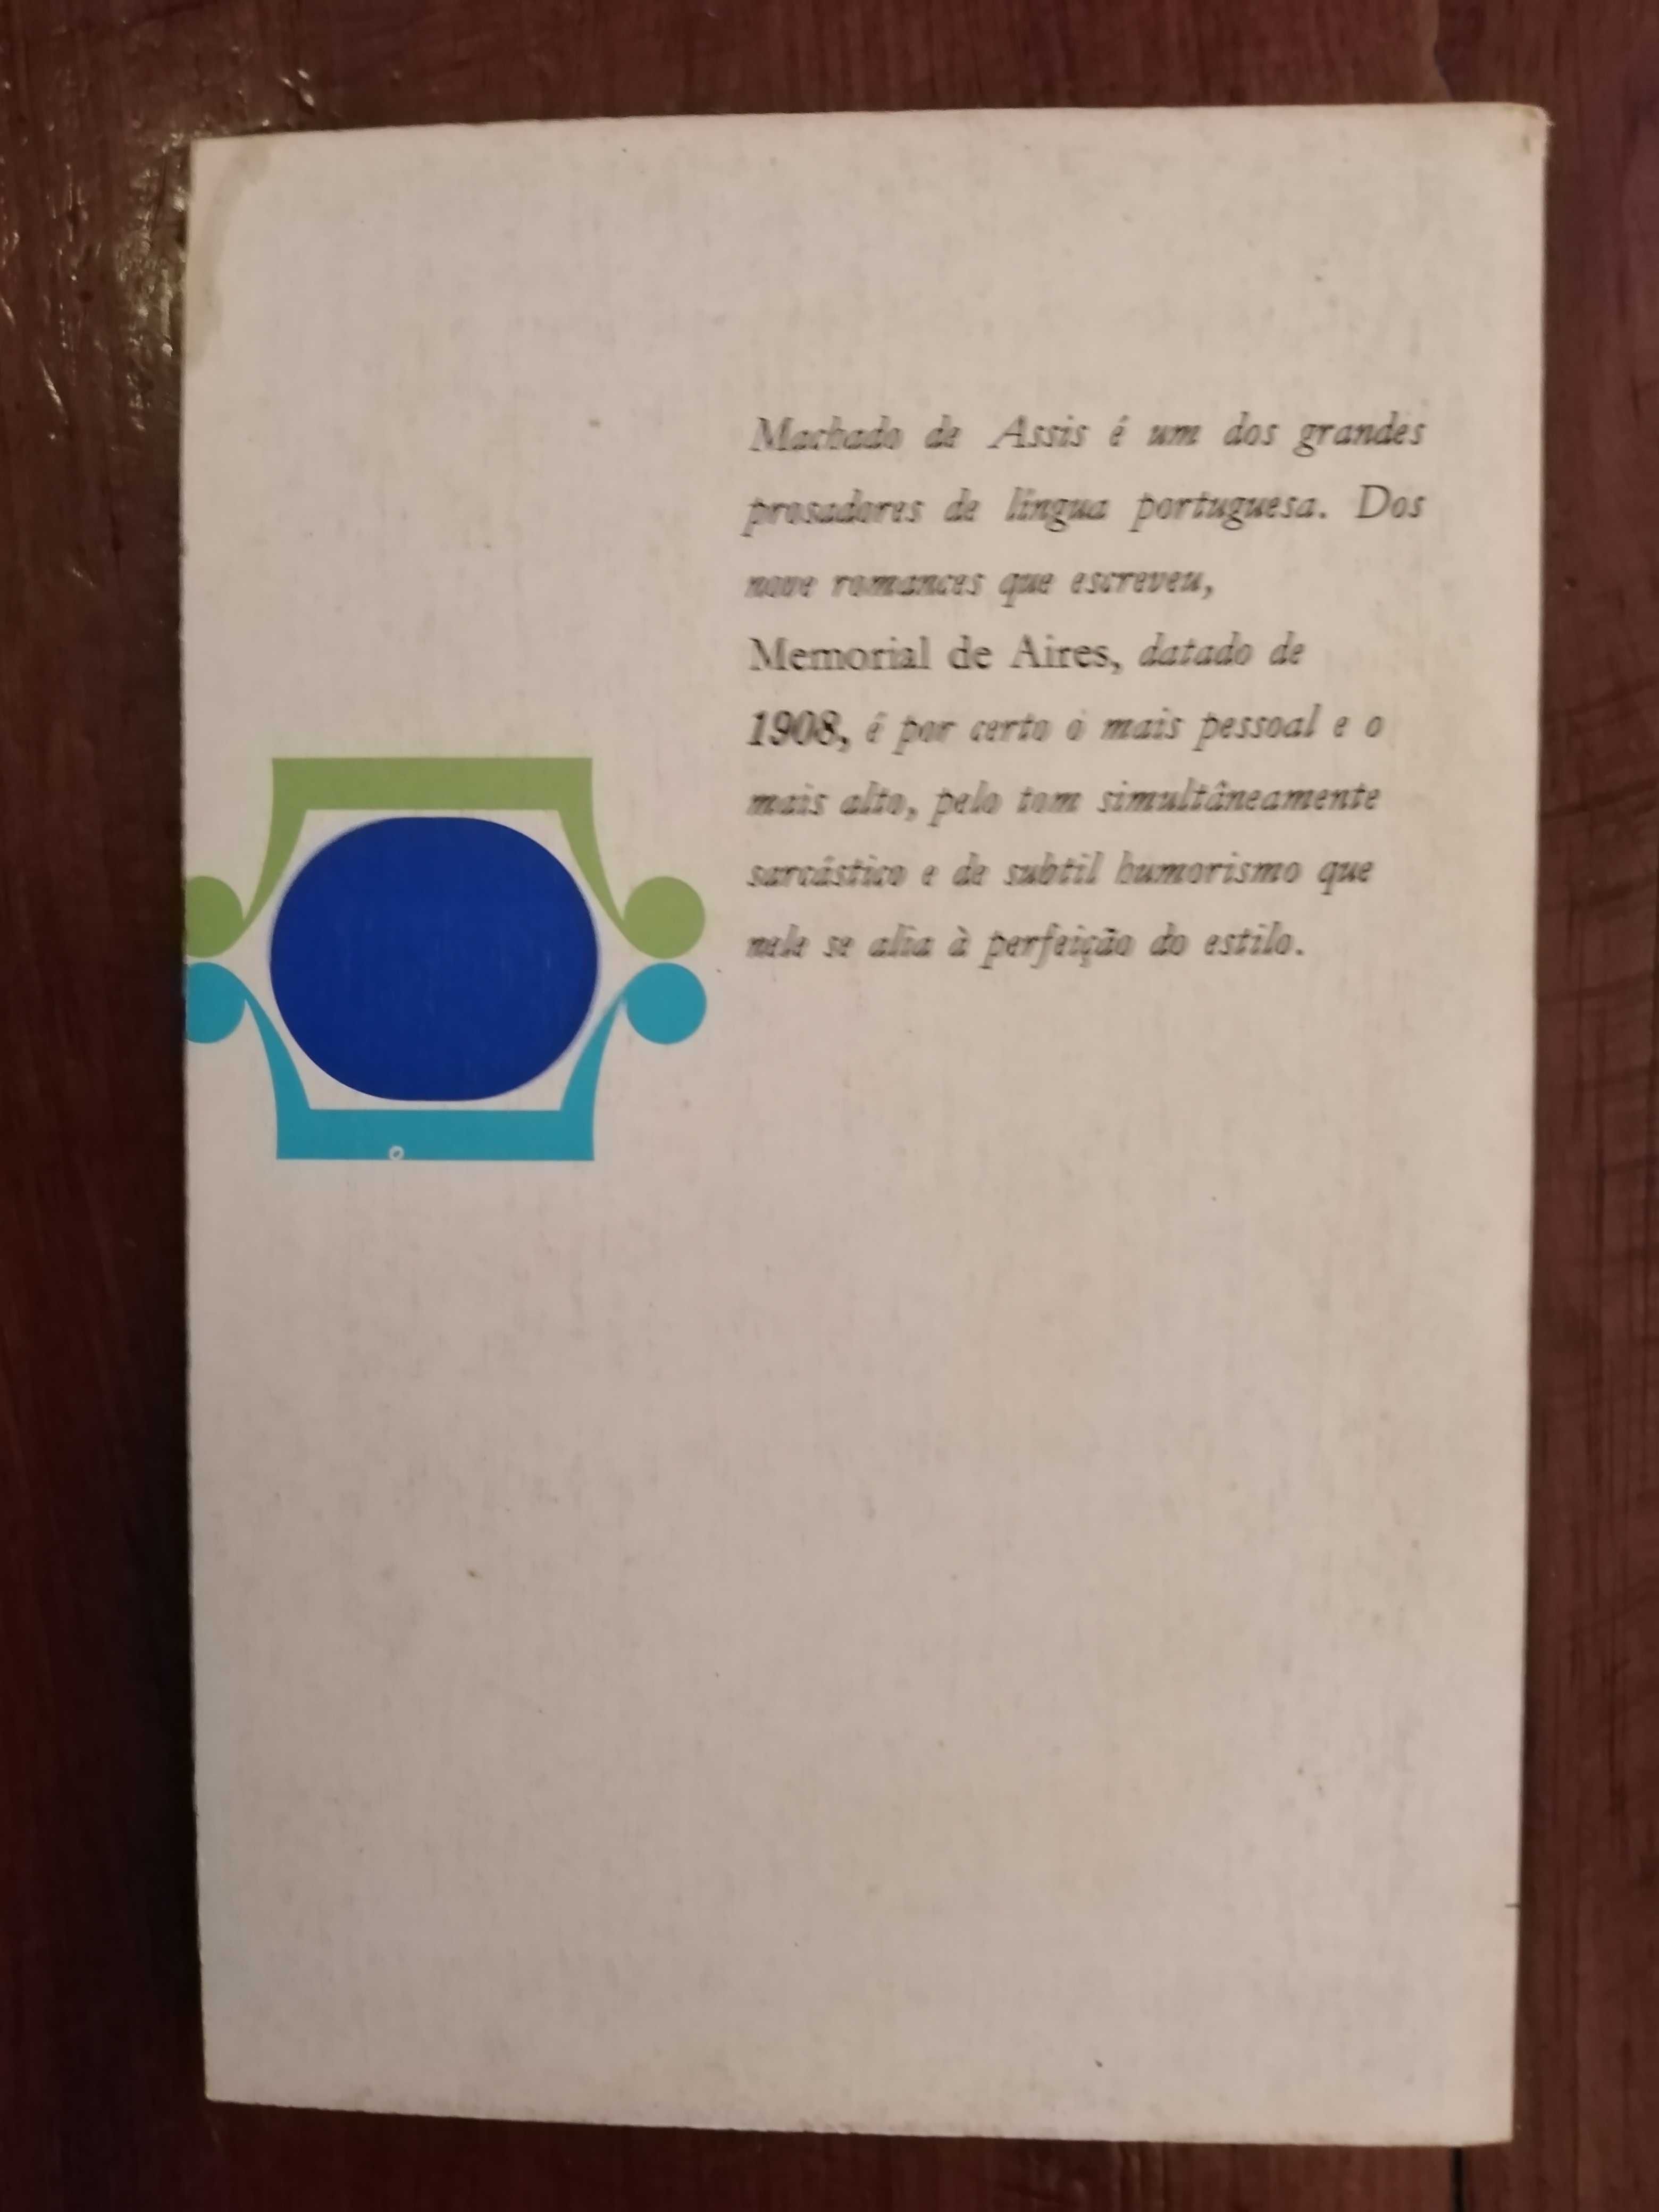 Machado de Assis é um dos grandes
prosadores de língua portuguesa. Dos
nove romances que escreveu,
Memorial de Aires, datado de
1908, é por certo o mais pessoal e o
mais alto, pelo tom simultâneamente
sarcástico e de subtil humorismo que
nele se alia à perfeição do estilo.